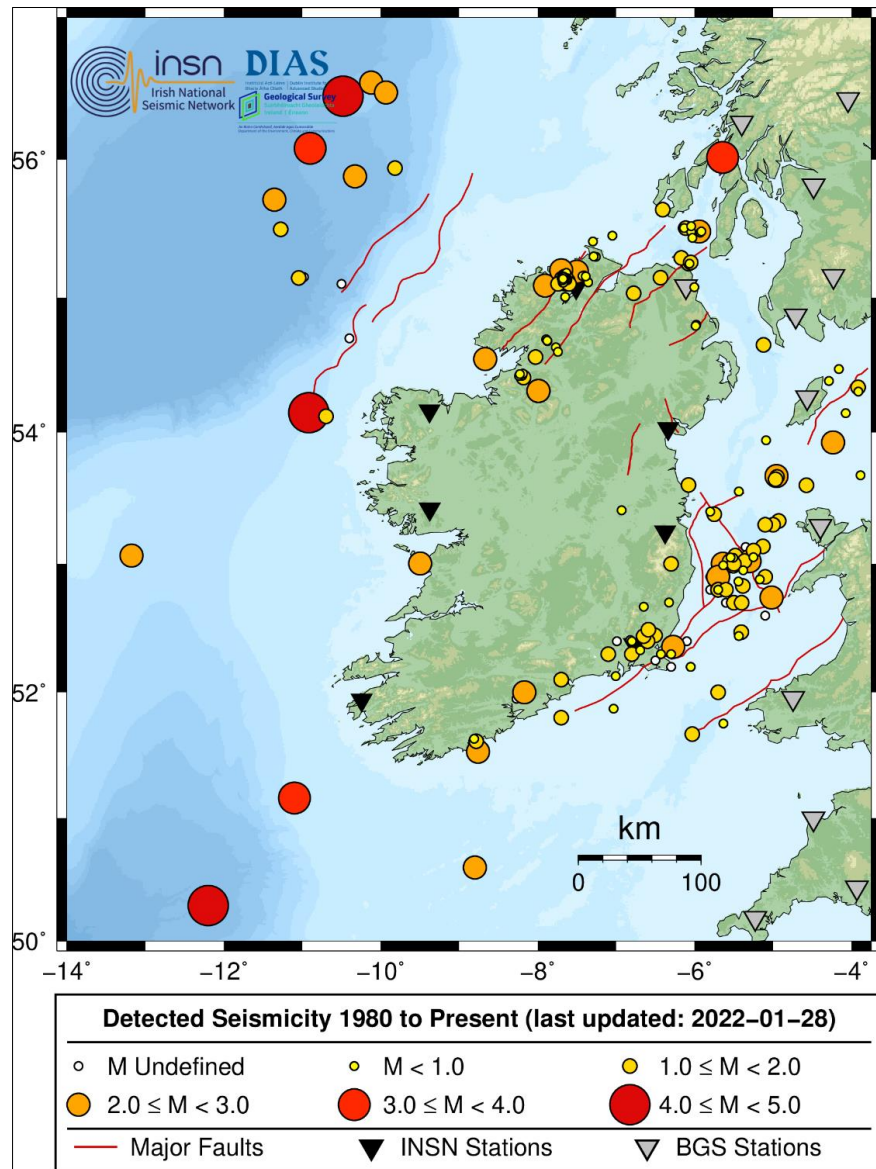 insn
Irish National
Seismic Network
DIAS
Geological Survey
56
54
52
50
km
0 100
−14˚ −12˚ −10˚ −8˚ −6˚ −4˚
Detected Seismicity 1980 to Present (last updated: 2022−01−28)
M Undefined M < 1.0 1.0 ≤ M < 2.0
2.0 ≤ M < 3.0 3.0 ≤ M < 4.0 4.0 ≤ M < 5.0
Major Faults INSN Stations BGS Stations